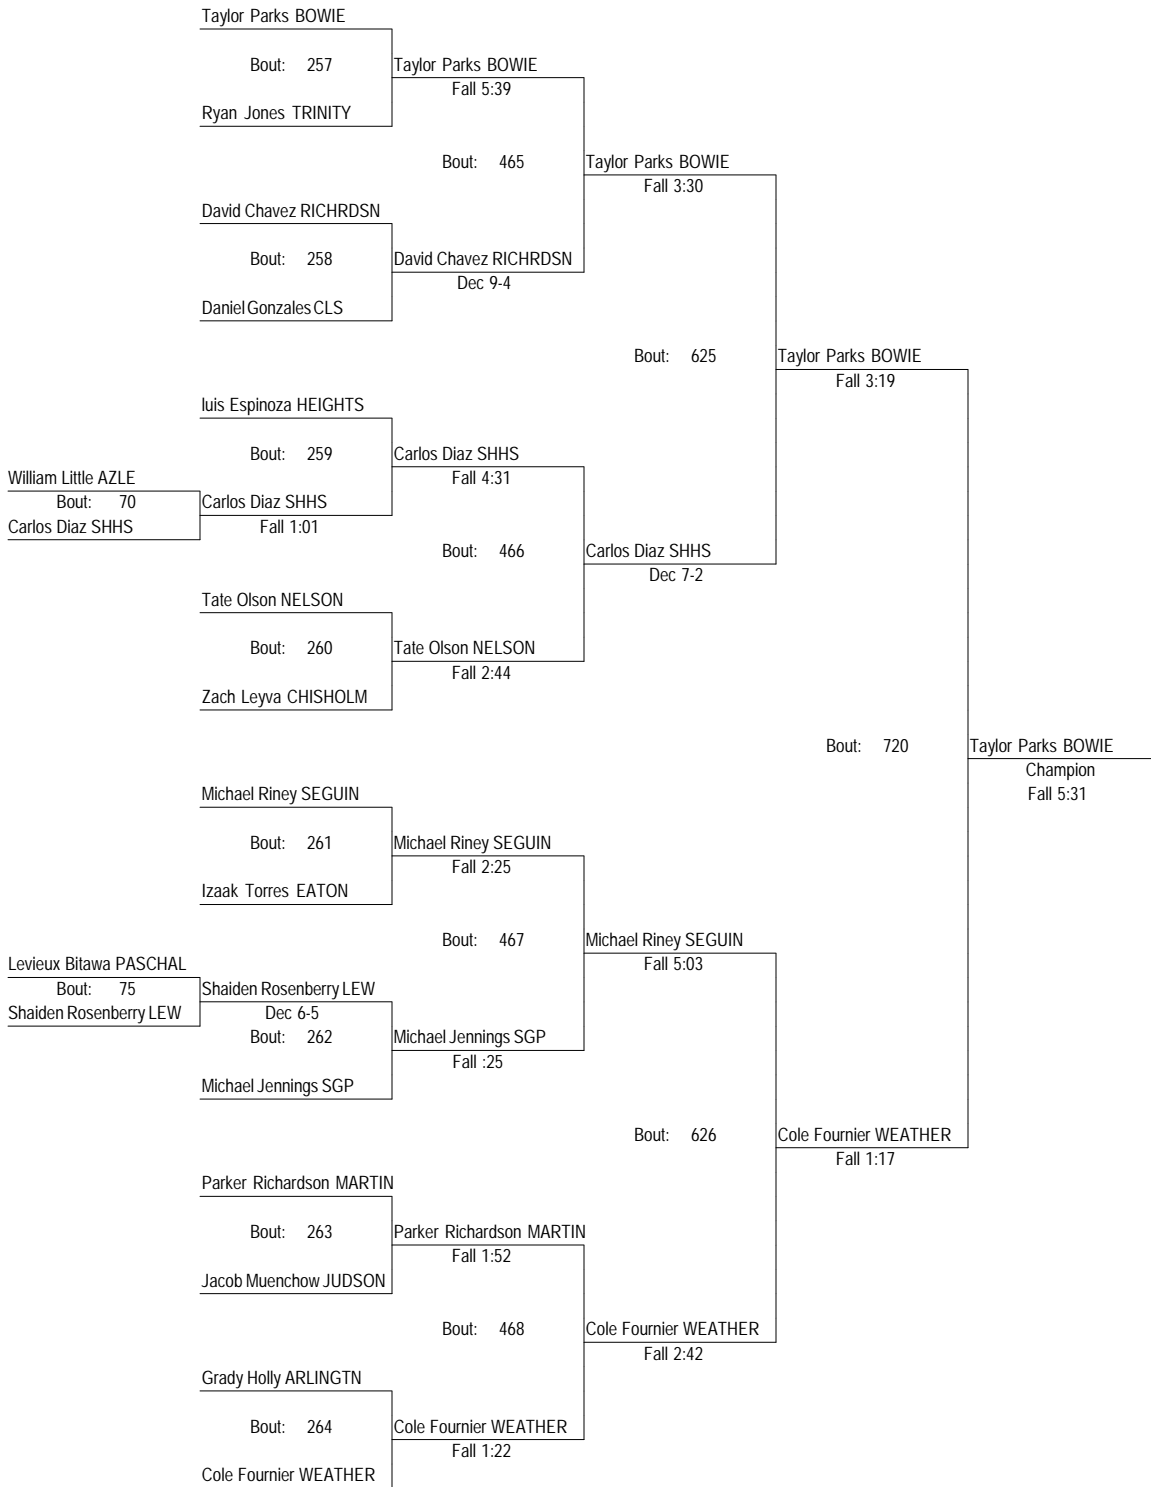 Taylor Parks BOWIE
Bout: 257 Taylor Parks BOWIE
Fall 5:39
Ryan Jones TRINITY
Bout: 465 Taylor Parks BOWIE
Fall 3:30
David Chavez RICHRDSN
Bout: 258 David Chavez RICHRDSN
Dec 9-4
Daniel Gonzales CLS
Bout: 625 Taylor Parks BOWIE
Fall 3:19
luis Espinoza HEIGHTS
Bout: 259 Carlos Diaz SHHS
William Little AZLE Fall 4:31
Bout: 70 Carlos Diaz SHHS
Carlos Diaz SHHS Fall 1:01
Bout: 466 Carlos Diaz SHHS
Dec 7-2
Tate Olson NELSON
Bout: 260 Tate Olson NELSON
Fall 2:44
Zach Leyva CHISHOLM
Bout: 720 Taylor Parks BOWIE
Champion
Michael Riney SEGUIN Fall 5:31
Bout: 261 Michael Riney SEGUIN
Fall 2:25
Izaak Torres EATON
Bout: 467 Michael Riney SEGUIN
Levieux Bitawa PASCHAL Fall 5:03
Bout: 75 Shaiden Rosenberry LEW
Shaiden Rosenberry LEW Dec 6-5
Bout: 262 Michael Jennings SGP
Fall :25
Michael Jennings SGP
Bout: 626 Cole Fournier WEATHER
Fall 1:17
Parker Richardson MARTIN
Bout: 263 Parker Richardson MARTIN
Fall 1:52
Jacob Muenchow JUDSON
Bout: 468 Cole Fournier WEATHER
Fall 2:42
Grady Holly ARLINGTN
Bout: 264 Cole Fournier WEATHER
Fall 1:22
Cole Fournier WEATHER